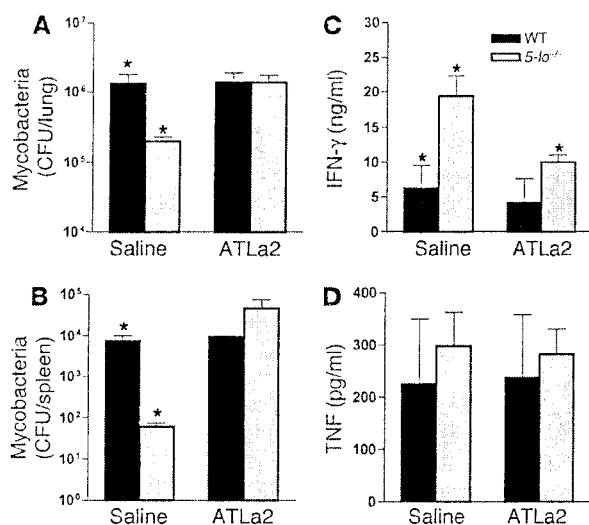 A
Mycobacteria
(CFU/lung)
10⁷
10⁶
10⁵
10⁴
*
*
Saline
ATLa2
B
Mycobacteria
(CFU/spleen)
10⁵
10⁴
10³
10²
10¹
10⁰
*
*
Saline
ATLa2
C
WT
5-lo⁻/⁻
IFN-γ (ng/ml)
30
25
20
15
10
5
0
*
*
*
Saline
ATLa2
D
TNF (pg/ml)
400
300
200
100
0
Saline
ATLa2